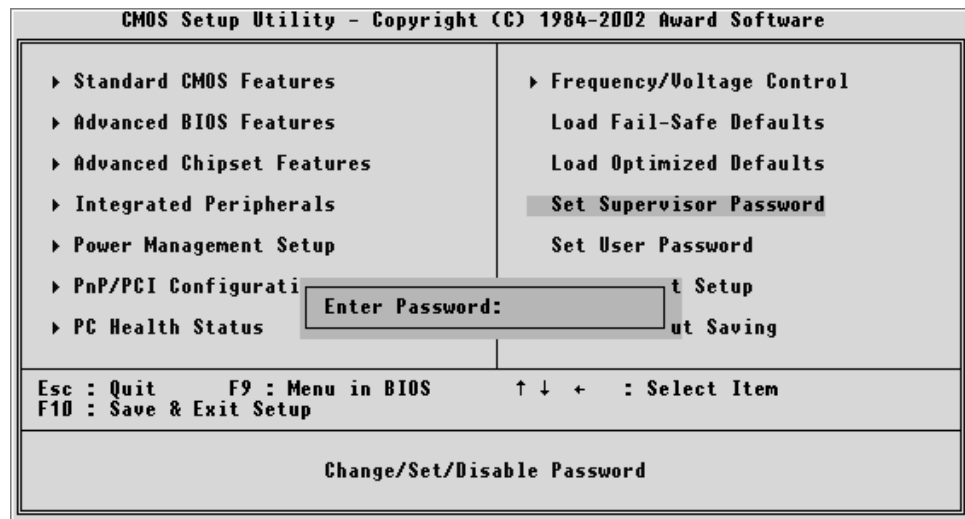 CMOS Setup Utility - Copyright (C) 1984-2002 Award Software
▸ Standard CMOS Features
▸ Advanced BIOS Features
▸ Advanced Chipset Features
▸ Integrated Peripherals
▸ Power Management Setup
▸ PnP/PCI Configurati
▸ PC Health Status
▸ Frequency/Voltage Control
Load Fail-Safe Defaults
Load Optimized Defaults
Set Supervisor Password
Set User Password
t Setup
ut Saving
Enter Password:
Esc : Quit F9 : Menu in BIOS ↑ ↓ ← : Select Item
F10 : Save & Exit Setup
Change/Set/Disable Password